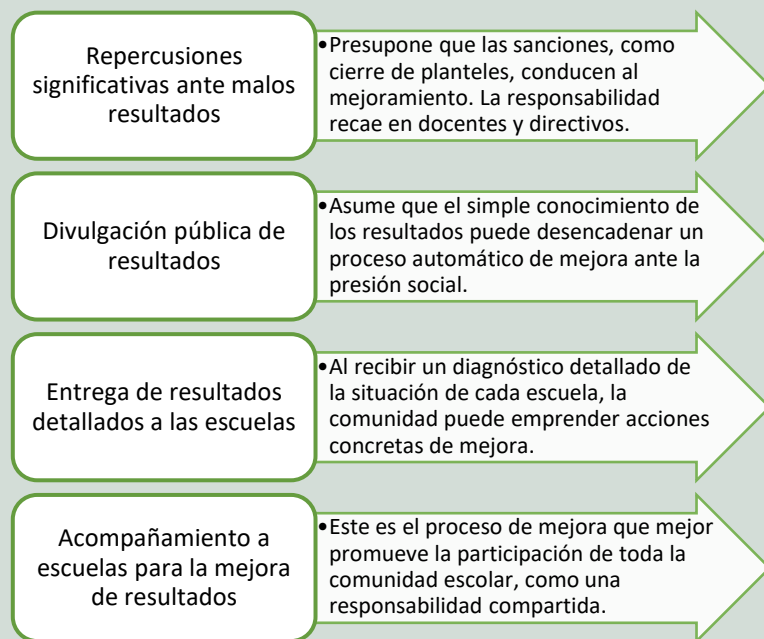 Repercusiones
significativas ante malos
resultados
•Presupone que las sanciones, como
cierre de planteles, conducen al
mejoramiento. La responsabilidad
recae en docentes y directivos.
Divulgación pública de
resultados
•Asume que el simple conocimiento de
los resultados puede desencadenar un
proceso automático de mejora ante la
presión social.
Entrega de resultados
detallados a las escuelas
•Al recibir un diagnóstico detallado de
la situación de cada escuela, la
comunidad puede emprender acciones
concretas de mejora.
Acompañamiento a
escuelas para la mejora
de resultados
•Este es el proceso de mejora que mejor
promueve la participación de toda la
comunidad escolar, como una
responsabilidad compartida.